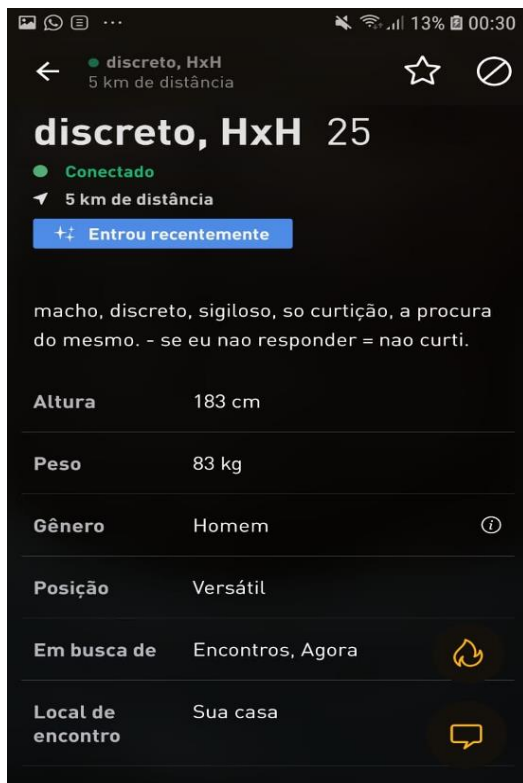 13% 00:30
discreto, HxH
5 km de distância
discreto, HxH 25
Conectado
5 km de distância
Entrou recentemente
macho, discreto, sigiloso, so curtição, a procura
do mesmo. - se eu nao responder = nao curti.
Altura 183 cm
Peso 83 kg
Gênero Homem
Posição Versátil
Em busca de Encontros, Agora
Local de Sua casa
encontro